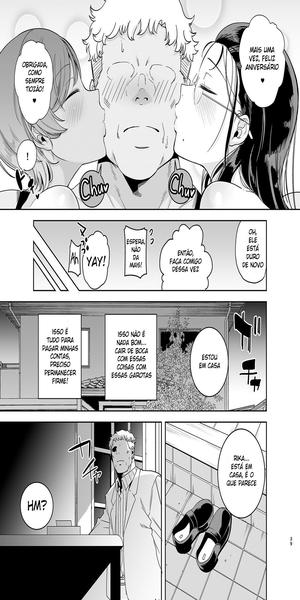 MAIS UMA
VEZ, FELIZ
ANIVERSÁRIO
♥
OBRIGADA,
COMO
SEMPRE
TIOZÃO!
♥
!
Chu♥
Chu♥
OH,
ELE
ESTÁ
DURO
DE NOVO
ENTÃO,
FAÇA COMIGO
DESSA VEZ
ESPERA,
NÃO
DÁ
MAIS!
YAY!
Ah
ESTOU
EM CASA
ISSO NÃO
É NADA
BOM...
CAIR DE BOCA
COM ESSAS
COISAS
COM ESSAS
GAROTAS
ISSO É
TUDO PARA
PAGAR MINHAS
CONTAS,
PRECISO
PERMANECER
FIRME!
RIKA...
ESTÁ EM
CASA, É O
QUE PARECE
HM?
39